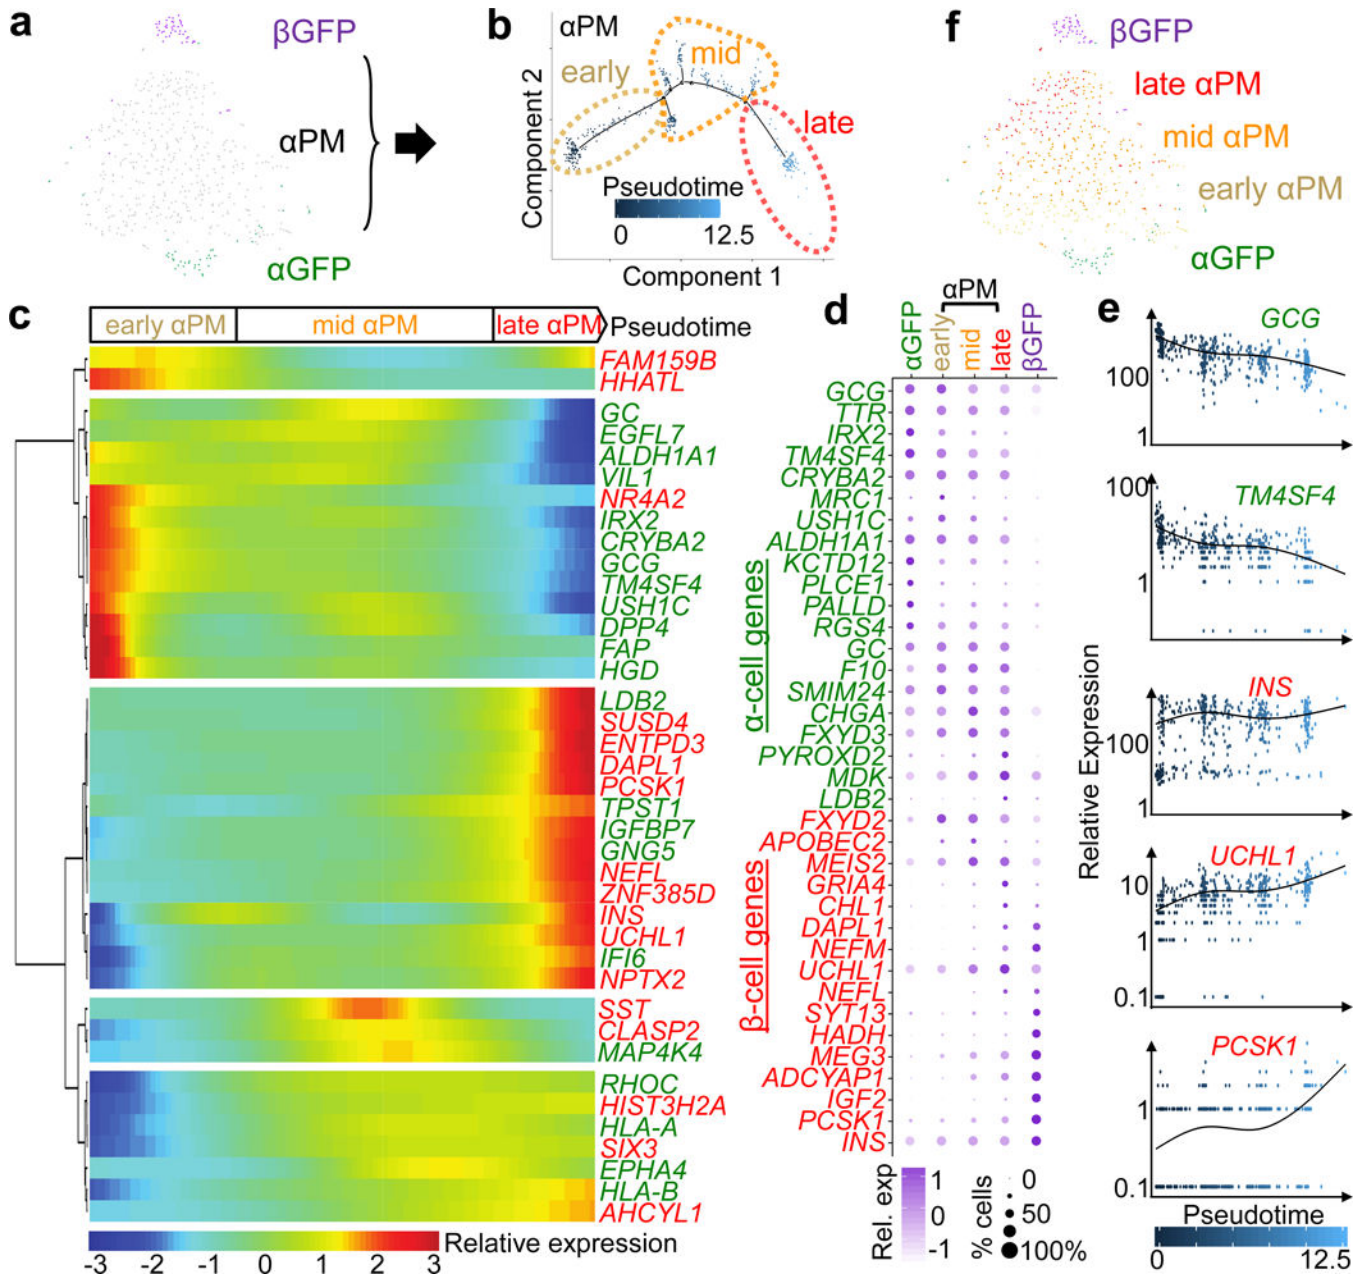 a
βGFP
αPM
αGFP
b
αPM
early
mid
late
Component 2
Pseudotime
0
12.5
Component 1
f
βGFP
late αPM
mid αPM
early αPM
αGFP
c
early αPM
mid αPM
late αPM
Pseudotime
FAM159B
HHATL
GC
EGFL7
ALDH1A1
VIL1
NR4A2
IRX2
CRYBA2
GCG
TM4SF4
USH1C
DPP4
FAP
HGD
LDB2
SUSD4
ENTPD3
DAPL1
PCSK1
TPST1
IGFBP7
GNG5
NEFL
ZNF385D
INS
UCHL1
IFI6
NPTX2
SST
CLASP2
MAP4K4
RHOC
HIST3H2A
HLA-A
SIX3
EPHA4
HLA-B
AHCYL1
-3 -2 -1 0 1 2 3
Relative expression
d
αPM
αGFP
early
mid
late
βGFP
GCG
TTR
IRX2
TM4SF4
CRYBA2
MRC1
USH1C
ALDH1A1
KCTD12
PLCE1
PALLD
RGS4
GC
F10
SMIM24
CHGA
FXYD3
PYROXD2
MDK
LDB2
FXYD2
APOBEC2
MEIS2
GRIA4
CHL1
DAPL1
NEFM
UCHL1
NEFL
SYT13
HADH
MEG3
ADCYAP1
IGF2
PCSK1
INS
α-cell genes
β-cell genes
Rel. exp
1
0
-1
% cells
0
50
100%
e
Relative Expression
GCG
100
1
TM4SF4
100
1
INS
100
1
UCHL1
10
1
0.1
PCSK1
1
0.1
Pseudotime
0
12.5